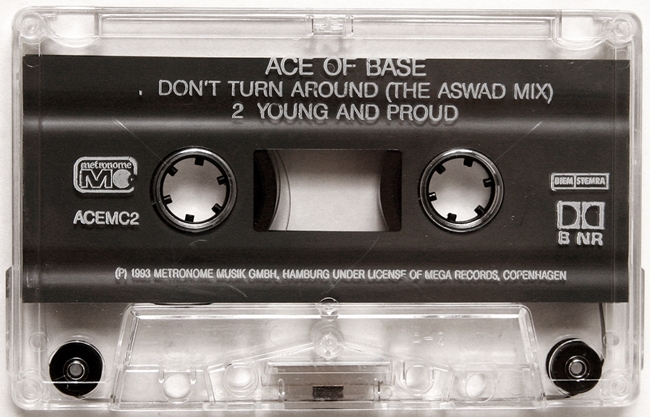 ACE OF BASE
. DON'T TURN AROUND (THE ASWAD MIX)
2 YOUNG AND PROUD
metronome
MC
BIEM STEMRA
ACEMC2
B NR
(P) 1993 METRONOME MUSIK GMBH, HAMBURG UNDER LICENSE OF MEGA RECORDS, COPENHAGEN